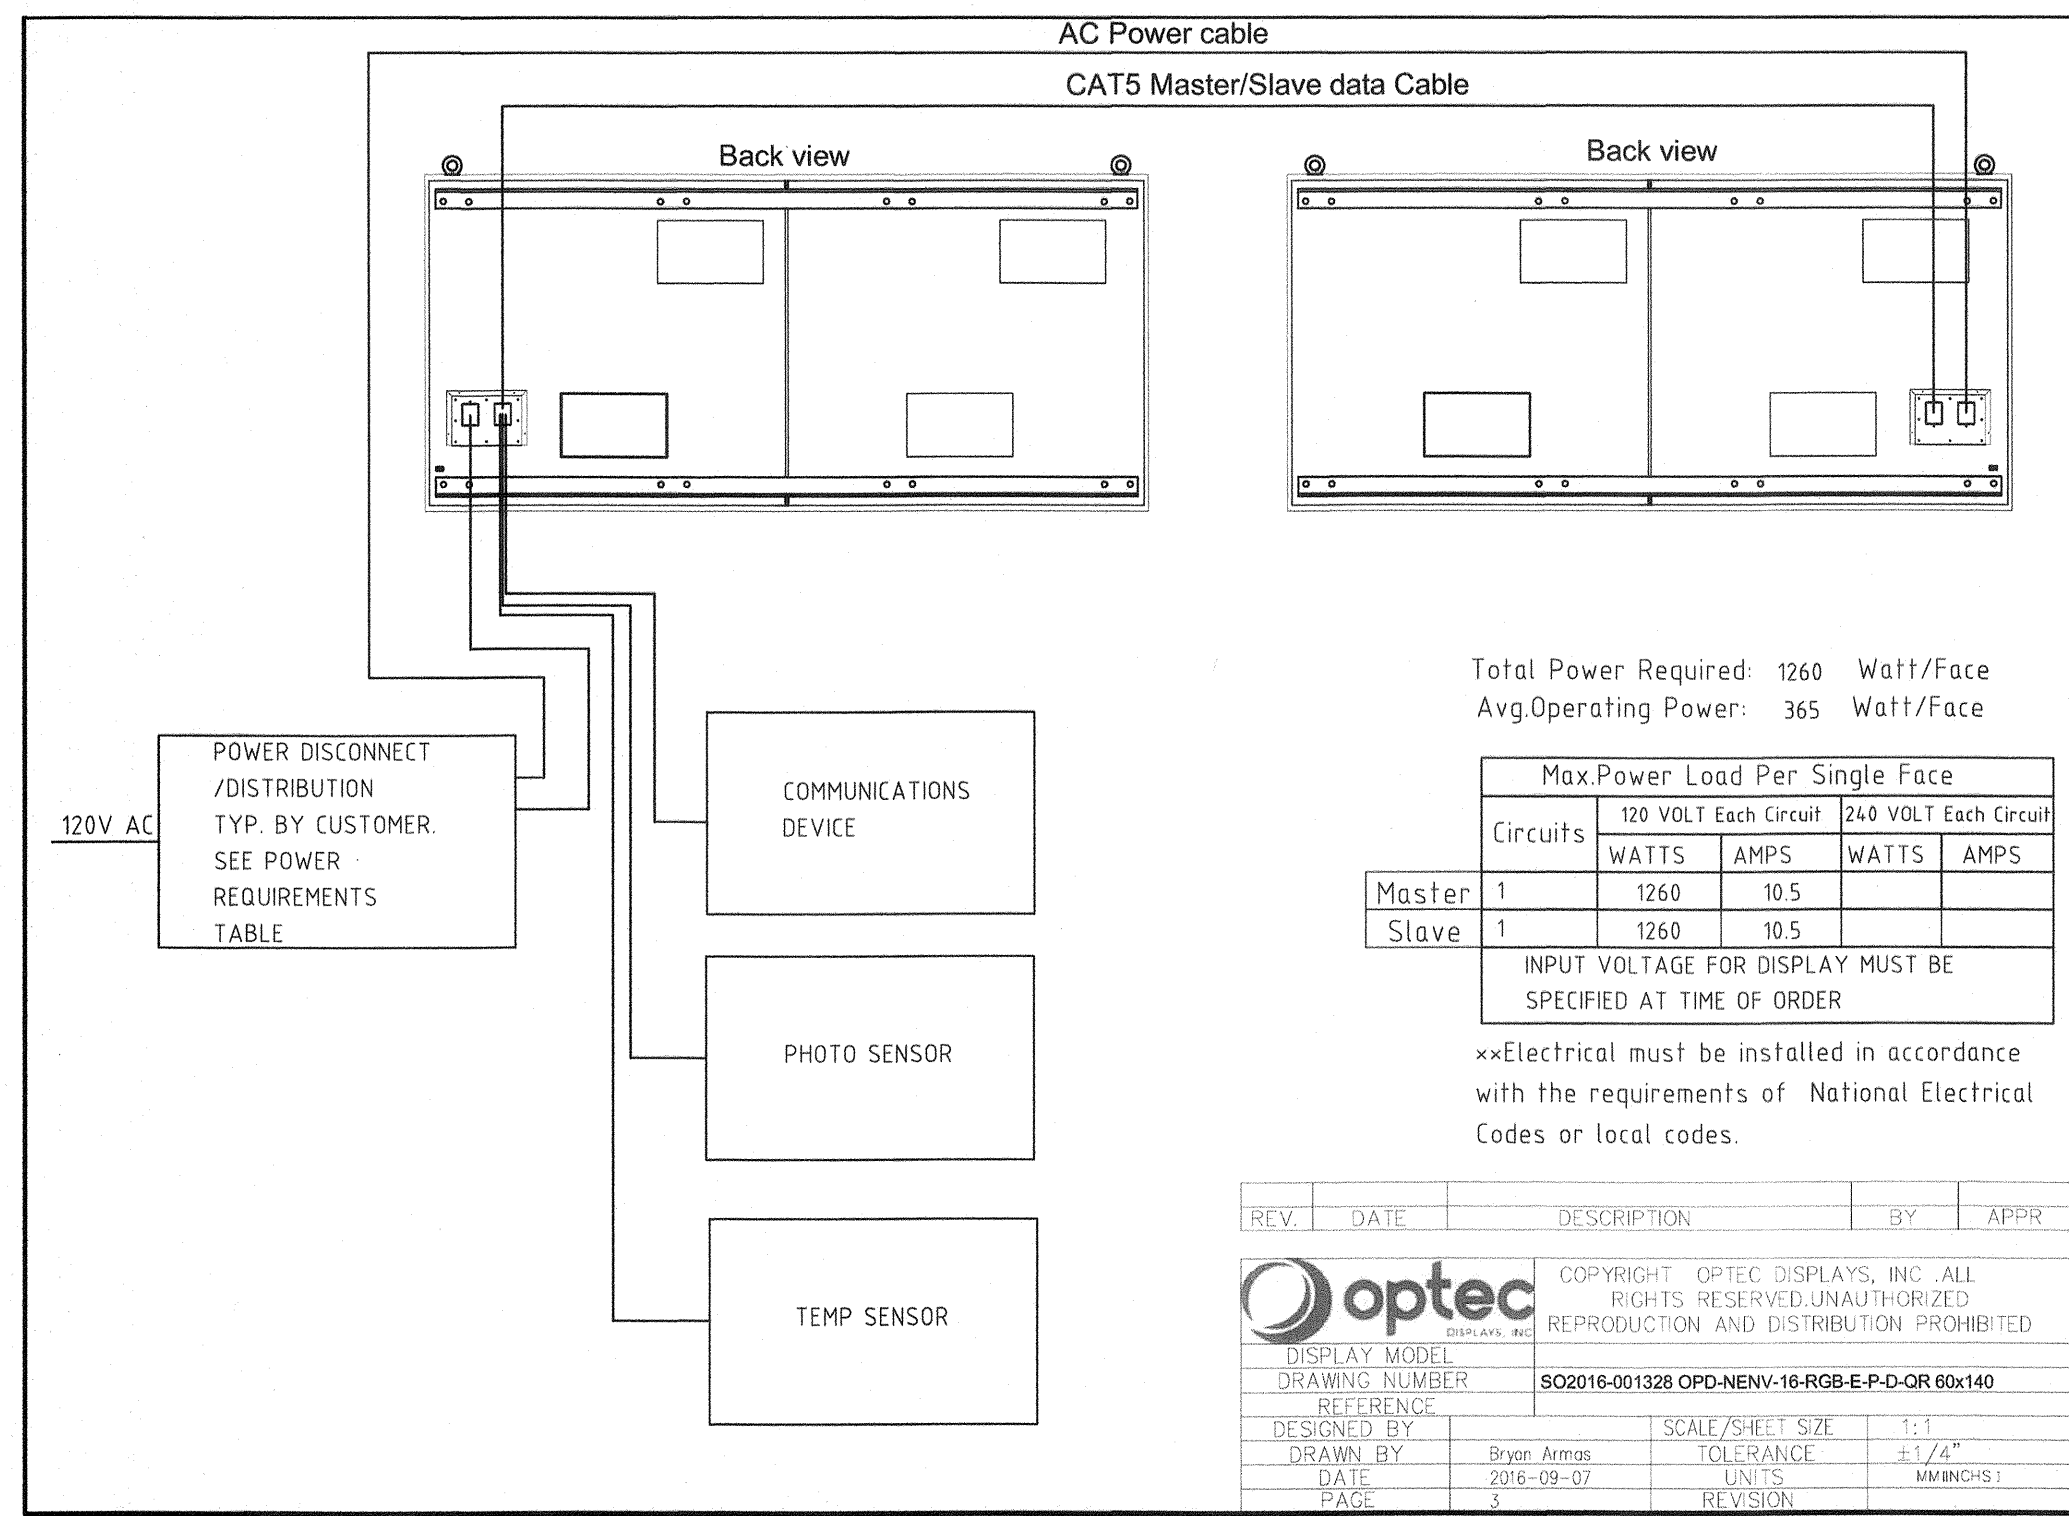 AC Power cable
CAT5 Master/Slave data Cable
Back view
Back view
120V AC
POWER DISCONNECT
/DISTRIBUTION
TYP. BY CUSTOMER.
SEE POWER
REQUIREMENTS
TABLE
COMMUNICATIONS
DEVICE
PHOTO SENSOR
TEMP SENSOR
Total Power Required: 1260 Watt/Face
Avg.Operating Power: 365 Watt/Face
Max.Power Load Per Single Face
Circuits 120 VOLT Each Circuit 240 VOLT Each Circuit
WATTS AMPS WATTS AMPS
Master 1 1260 10.5
Slave 1 1260 10.5
INPUT VOLTAGE FOR DISPLAY MUST BE
SPECIFIED AT TIME OF ORDER
××Electrical must be installed in accordance
with the requirements of National Electrical
Codes or local codes.
REV. DATE DESCRIPTION BY APPR.
optec
DISPLAYS, INC
COPYRIGHT OPTEC DISPLAYS, INC .ALL
RIGHTS RESERVED.UNAUTHORIZED
REPRODUCTION AND DISTRIBUTION PROHIBITED
DISPLAY MODEL
DRAWING NUMBER SO2016-001328 OPD-NENV-16-RGB-E-P-D-QR 60x140
REFERENCE
DESIGNED BY SCALE/SHEET SIZE 1:1
DRAWN BY Bryan Armas TOLERANCE ±1/4"
DATE 2016-09-07 UNITS
PAGE 3 REVISION